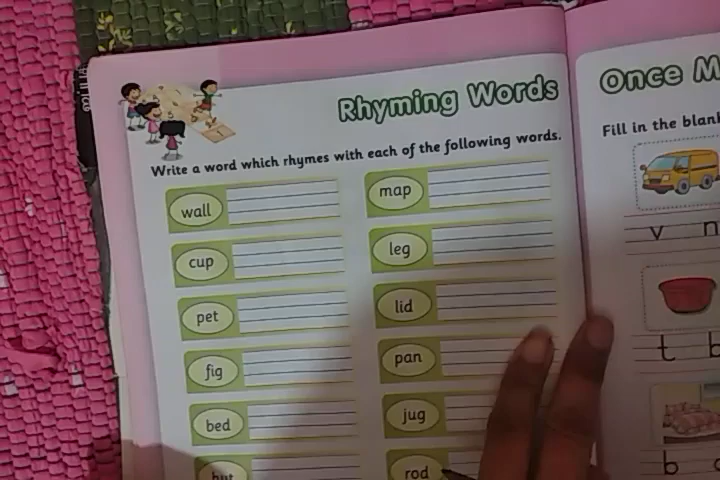 Rhyming Words
Write a word which rhymes with each of the following words.
wall
map
cup
leg
pet
lid
fig
pan
bed
jug
rod
Once
Fill in the
v n
t
b